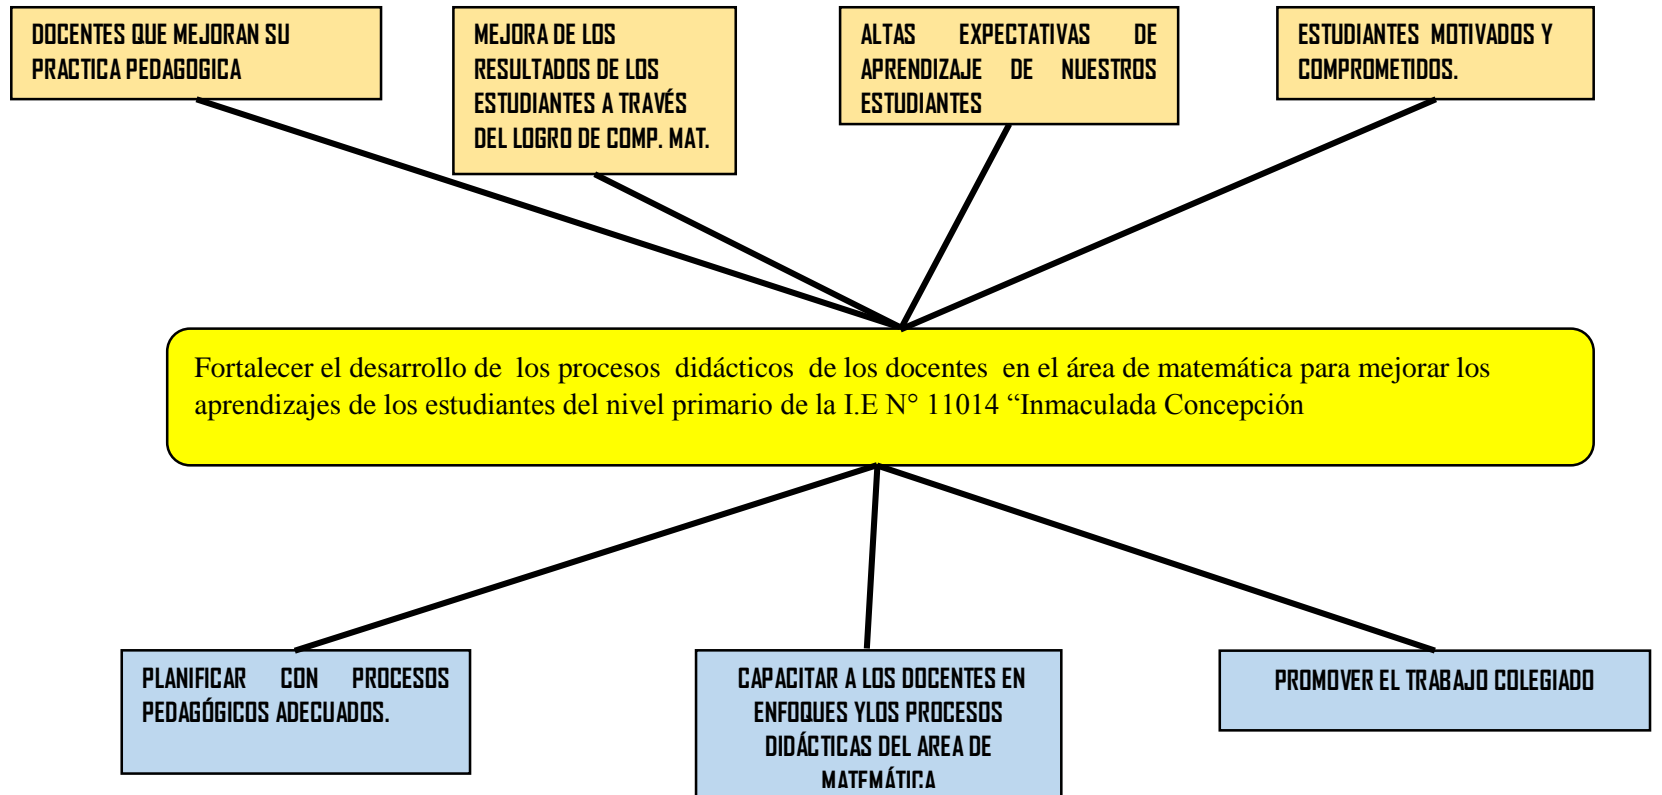 DOCENTES QUE MEJORAN SU
PRACTICA PEDAGOGICA
MEJORA DE LOS
RESULTADOS DE LOS
ESTUDIANTES A TRAVÉS
DEL LOGRO DE COMP. MAT.
ALTAS EXPECTATIVAS DE
APRENDIZAJE DE NUESTROS
ESTUDIANTES
ESTUDIANTES MOTIVADOS Y
COMPROMETIDOS.
Fortalecer el desarrollo de los procesos didácticos de los docentes en el área de matemática para mejorar los
aprendizajes de los estudiantes del nivel primario de la I.E N° 11014 “Inmaculada Concepción
PLANIFICAR CON PROCESOS
PEDAGÓGICOS ADECUADOS.
CAPACITAR A LOS DOCENTES EN
ENFOQUES YLOS PROCESOS
DIDÁCTICAS DEL AREA DE
MATEMÁTICA
PROMOVER EL TRABAJO COLEGIADO